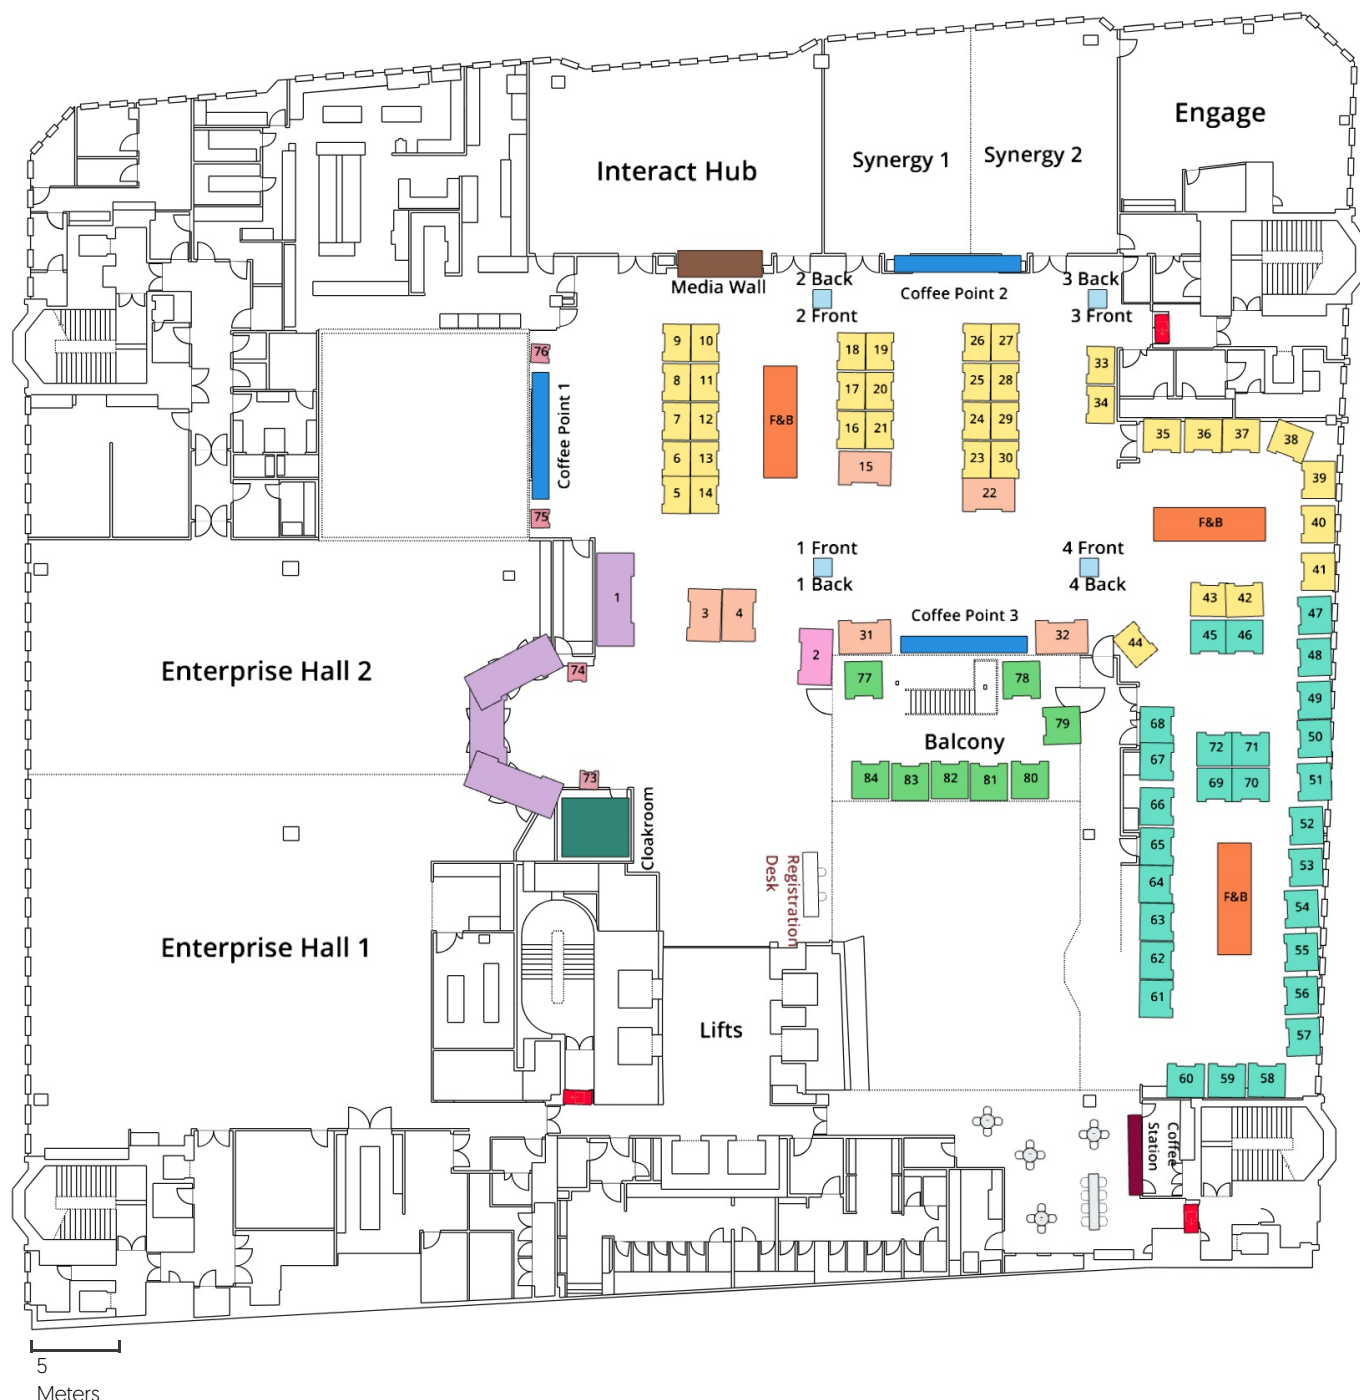 Engage
Interact Hub
Synergy 1
Synergy 2
Media Wall
2 Back
2 Front
Coffee Point 2
3 Back
3 Front
76
Coffee Point 1
75
9 10
8 11
7 12
6 13
5 14
F&B
18 19
17 20
16 21
15
26 27
25 28
24 29
23 30
22
33
34
35 36 37 38
39
40
41
F&B
1 Front
1 Back
4 Front
4 Back
1
3 4
2
31
Coffee Point 3
32
44
43 42
45 46
47
48
49
50
51
52
53
54
55
56
57
Enterprise Hall 2
74
73
77
78
79
Balcony
84 83 82 81 80
68
67
66
65
64
63
62
61
72 71
69 70
F&B
Cloakroom
Registration
Desk
Enterprise Hall 1
Lifts
60 59 58
Coffee
Station
5
Meters